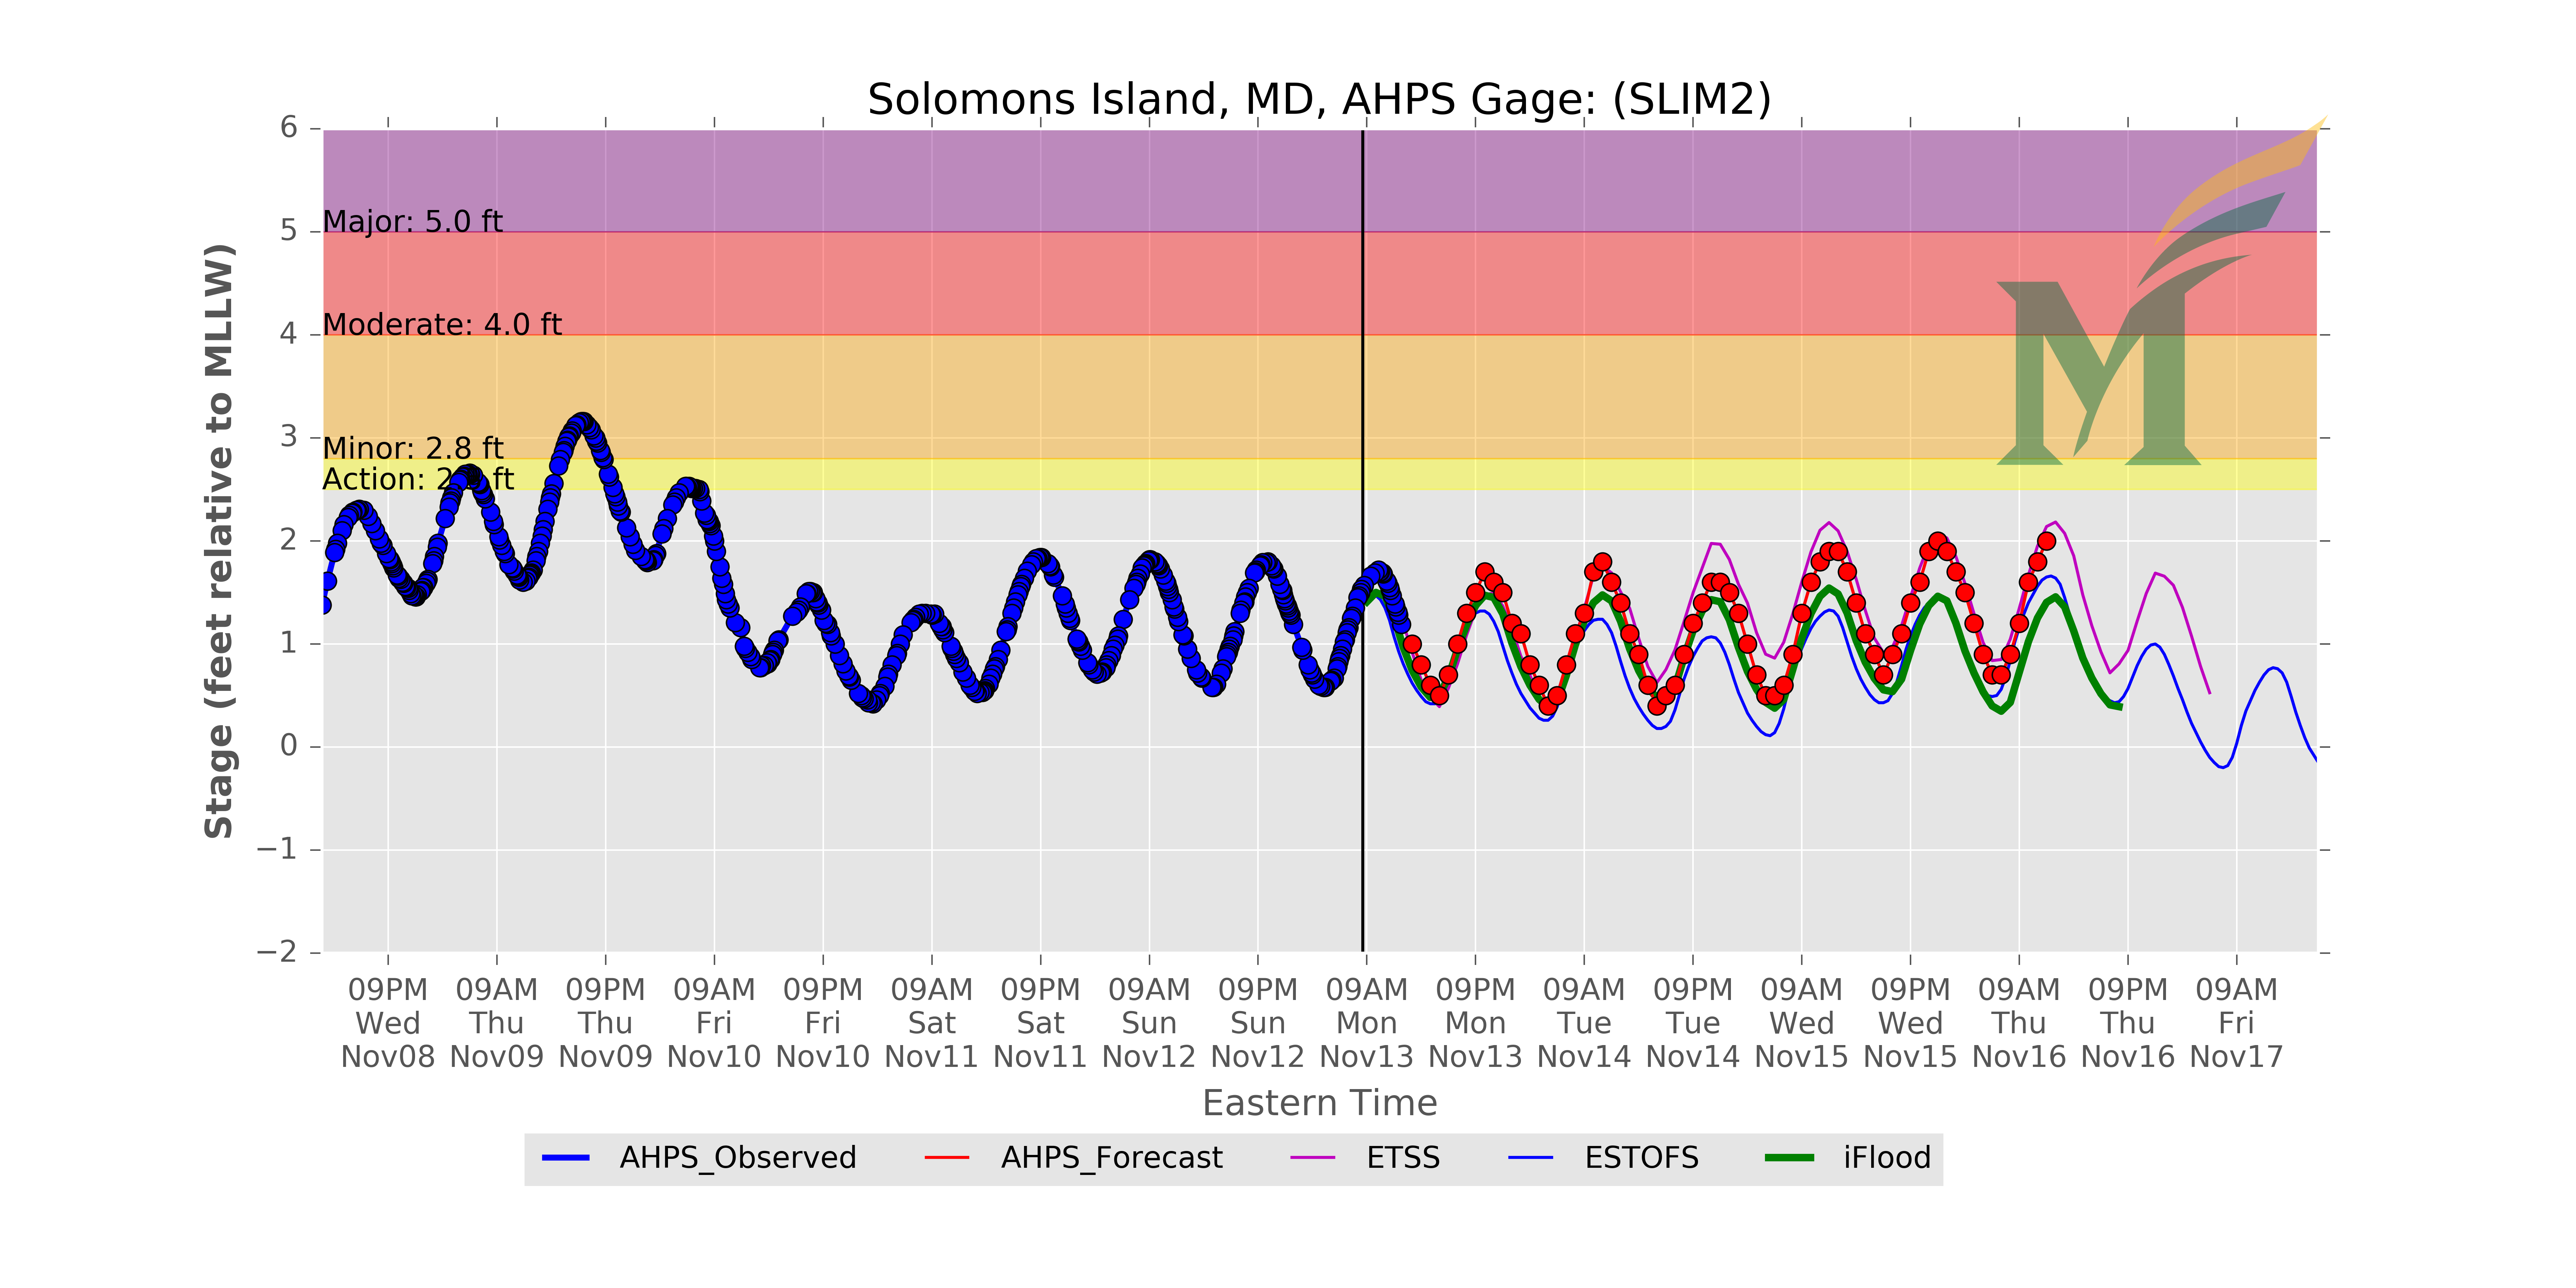 Solomons Island, MD, AHPS Gage: (SLIM2)
Stage (feet relative to MLLW)
6
5
4
3
2
1
0
−1
−2
Major: 5.0 ft
Moderate: 4.0 ft
Minor: 2.8 ft
Action: ft
09PM 09AM 09PM 09AM 09PM 09AM 09PM 09AM 09PM 09AM 09PM 09AM 09PM 09AM 09PM 09AM 09PM 09AM
Wed Thu Thu Fri Fri Sat Sat Sun Sun Mon Mon Tue Tue Wed Wed Thu Thu Fri
Nov08 Nov09 Nov09 Nov10 Nov10 Nov11 Nov11 Nov12 Nov12 Nov13 Nov13 Nov14 Nov14 Nov15 Nov15 Nov16 Nov16 Nov17
Eastern Time
AHPS_Observed AHPS_Forecast ETSS ESTOFS iFlood
M